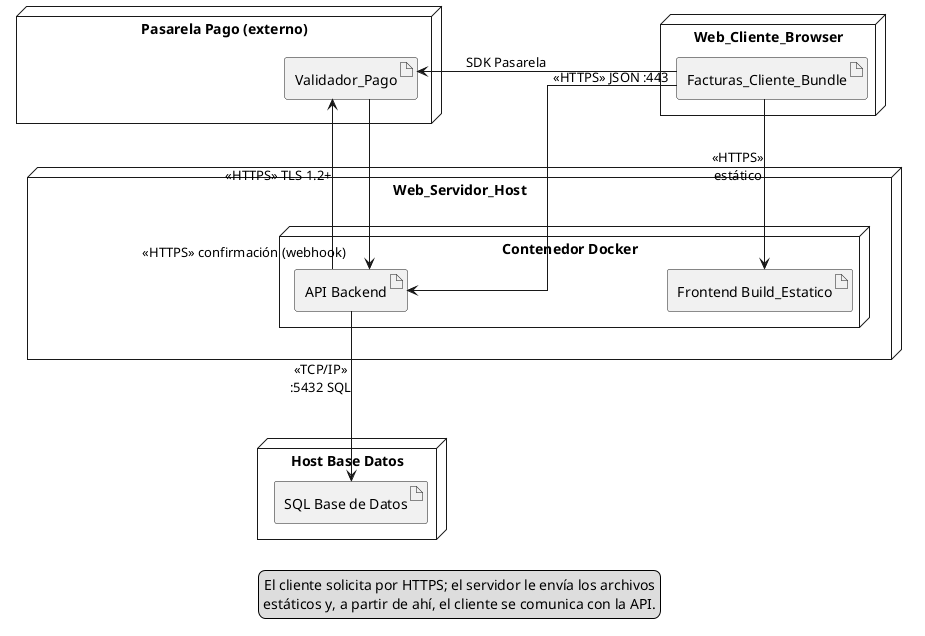 Pasarela Pago (externo)
Web_Cliente_Browser
Validador_Pago
SDK Pasarela
«HTTPS» JSON :443
Facturas_Cliente_Bundle
«HTTPS»
estático
«HTTPS» TLS 1.2+
Web_Servidor_Host
«HTTPS» confirmación (webhook)
Contenedor Docker
API Backend
Frontend Build_Estatico
«TCP/IP»
:5432 SQL
Host Base Datos
SQL Base de Datos
El cliente solicita por HTTPS; el servidor le envía los archivos
estáticos y, a partir de ahí, el cliente se comunica con la API.